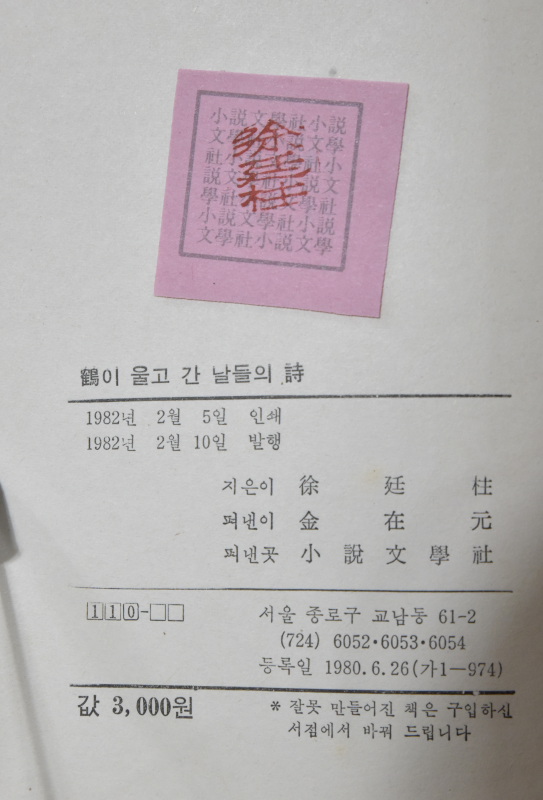 小說文學社小說
文學社小說文學
社小說文學社小
說文學社小說文
學社小說文學社
小說文學社小說
文學社小說文學
徐廷柱
鶴이 울고 간 날들의 詩
1982년 2월 5일 인쇄
1982년 2월 10일 발행
지은이 徐廷柱
펴낸이 金在元
펴낸곳 小說文學社
110-□□
서울 종로구 교남동 61-2
(724) 6052·6053·6054
등록일 1980.6.26(가1—974)
값 3,000원
* 잘못 만들어진 책은 구입하신
서점에서 바꿔 드립니다